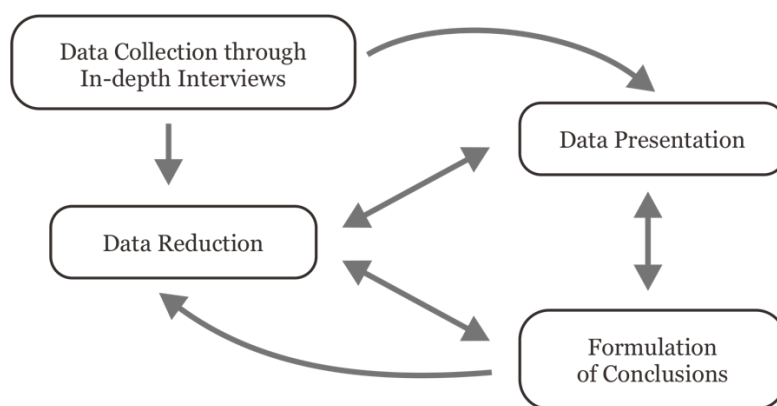 Data Collection through
In-depth Interviews
Data Presentation
Data Reduction
Formulation
of Conclusions